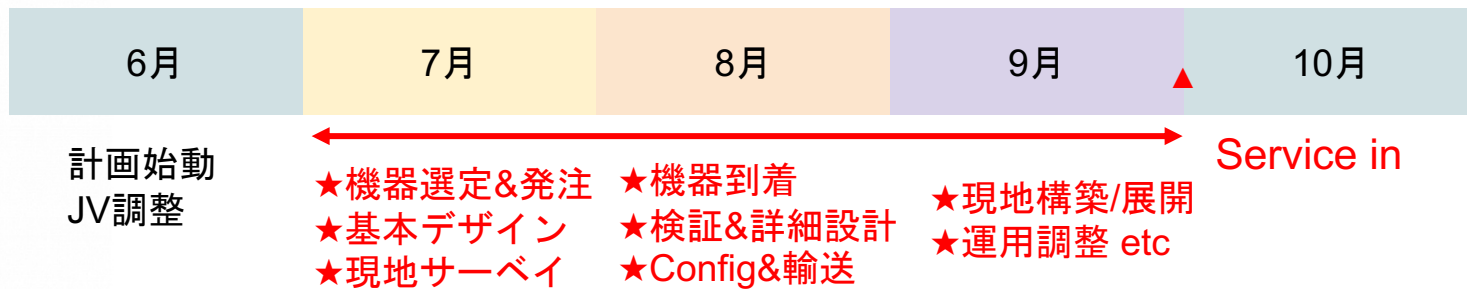 6月
7月
8月
9月
▲
10月
計画始動
JV調整
★機器選定&発注
★基本デザイン
★現地サーベイ
★機器到着
★検証&詳細設計
★Config&輸送
★現地構築/展開
★運用調整 etc
Service in